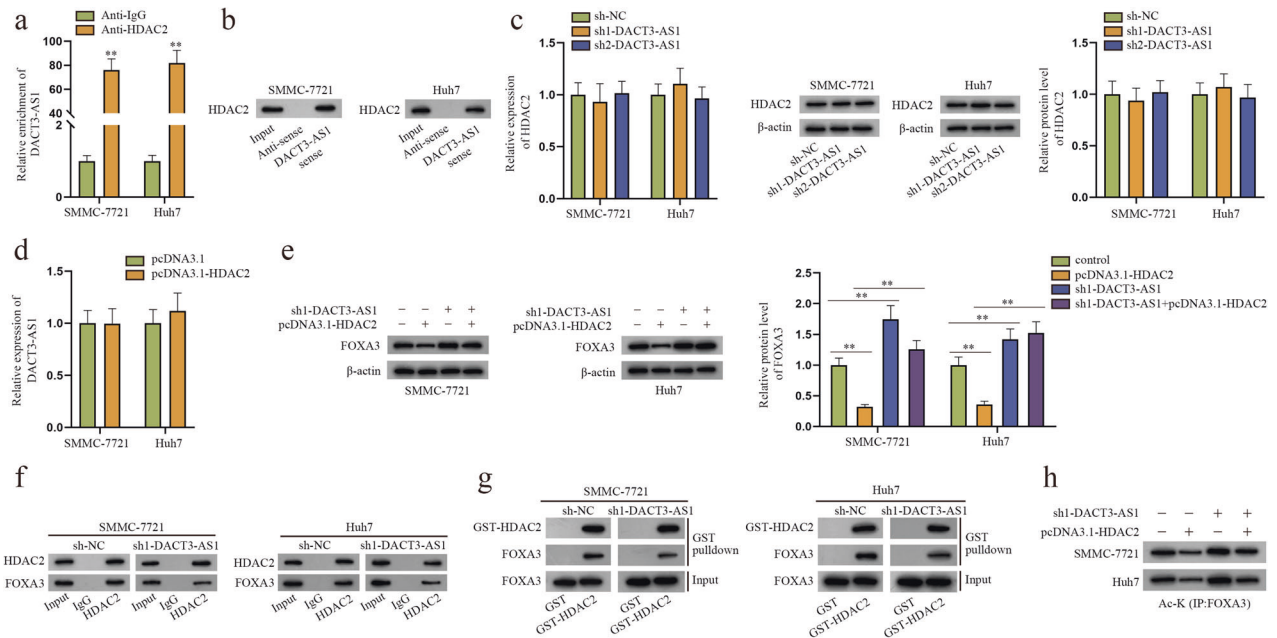 a
Anti-IgG
Anti-HDAC2
Relative enrichment of
DACT3-AS1
100
80
60
40
2
0
**
**
SMMC-7721
Huh7
b
SMMC-7721
HDAC2
Input
Anti-sense
DACT3-AS1
sense
Huh7
HDAC2
Input
Anti-sense
DACT3-AS1
sense
c
sh-NC
sh1-DACT3-AS1
sh2-DACT3-AS1
Relative expression
of HDAC2
1.5
1.0
0.5
0.0
SMMC-7721
Huh7
SMMC-7721
HDAC2
β-actin
sh-NC
sh1-DACT3-AS1
sh2-DACT3-AS1
Huh7
HDAC2
β-actin
sh-NC
sh1-DACT3-AS1
sh2-DACT3-AS1
sh-NC
sh1-DACT3-AS1
sh2-DACT3-AS1
Relative protein level
of HDAC2
1.5
1.0
0.5
0.0
SMMC-7721
Huh7
d
pcDNA3.1
pcDNA3.1-HDAC2
Relative expression of
DACT3-AS1
1.5
1.0
0.5
0.0
SMMC-7721
Huh7
e
sh1-DACT3-AS1 − − + +
pcDNA3.1-HDAC2 − + − +
FOXA3
β-actin
SMMC-7721
sh1-DACT3-AS1 − − + +
pcDNA3.1-HDAC2 − + − +
FOXA3
β-actin
Huh7
control
pcDNA3.1-HDAC2
sh1-DACT3-AS1
sh1-DACT3-AS1+pcDNA3.1-HDAC2
Relative protein level
of FOXA3
2.5
2.0
1.5
1.0
0.5
0.0
**
**
**
**
**
**
SMMC-7721
Huh7
f
SMMC-7721
sh-NC sh1-DACT3-AS1
HDAC2
FOXA3
Input IgG HDAC2 Input IgG HDAC2
Huh7
sh-NC sh1-DACT3-AS1
HDAC2
FOXA3
Input IgG HDAC2 Input IgG HDAC2
g
SMMC-7721
sh-NC sh1-DACT3-AS1
GST-HDAC2
FOXA3
GST
pulldown
FOXA3
Input
GST GST-HDAC2 GST GST-HDAC2
Huh7
sh-NC sh1-DACT3-AS1
GST-HDAC2
FOXA3
GST
pulldown
FOXA3
Input
GST GST-HDAC2 GST GST-HDAC2
h
sh1-DACT3-AS1 − − + +
pcDNA3.1-HDAC2 − + − +
SMMC-7721
Huh7
Ac-K (IP:FOXA3)